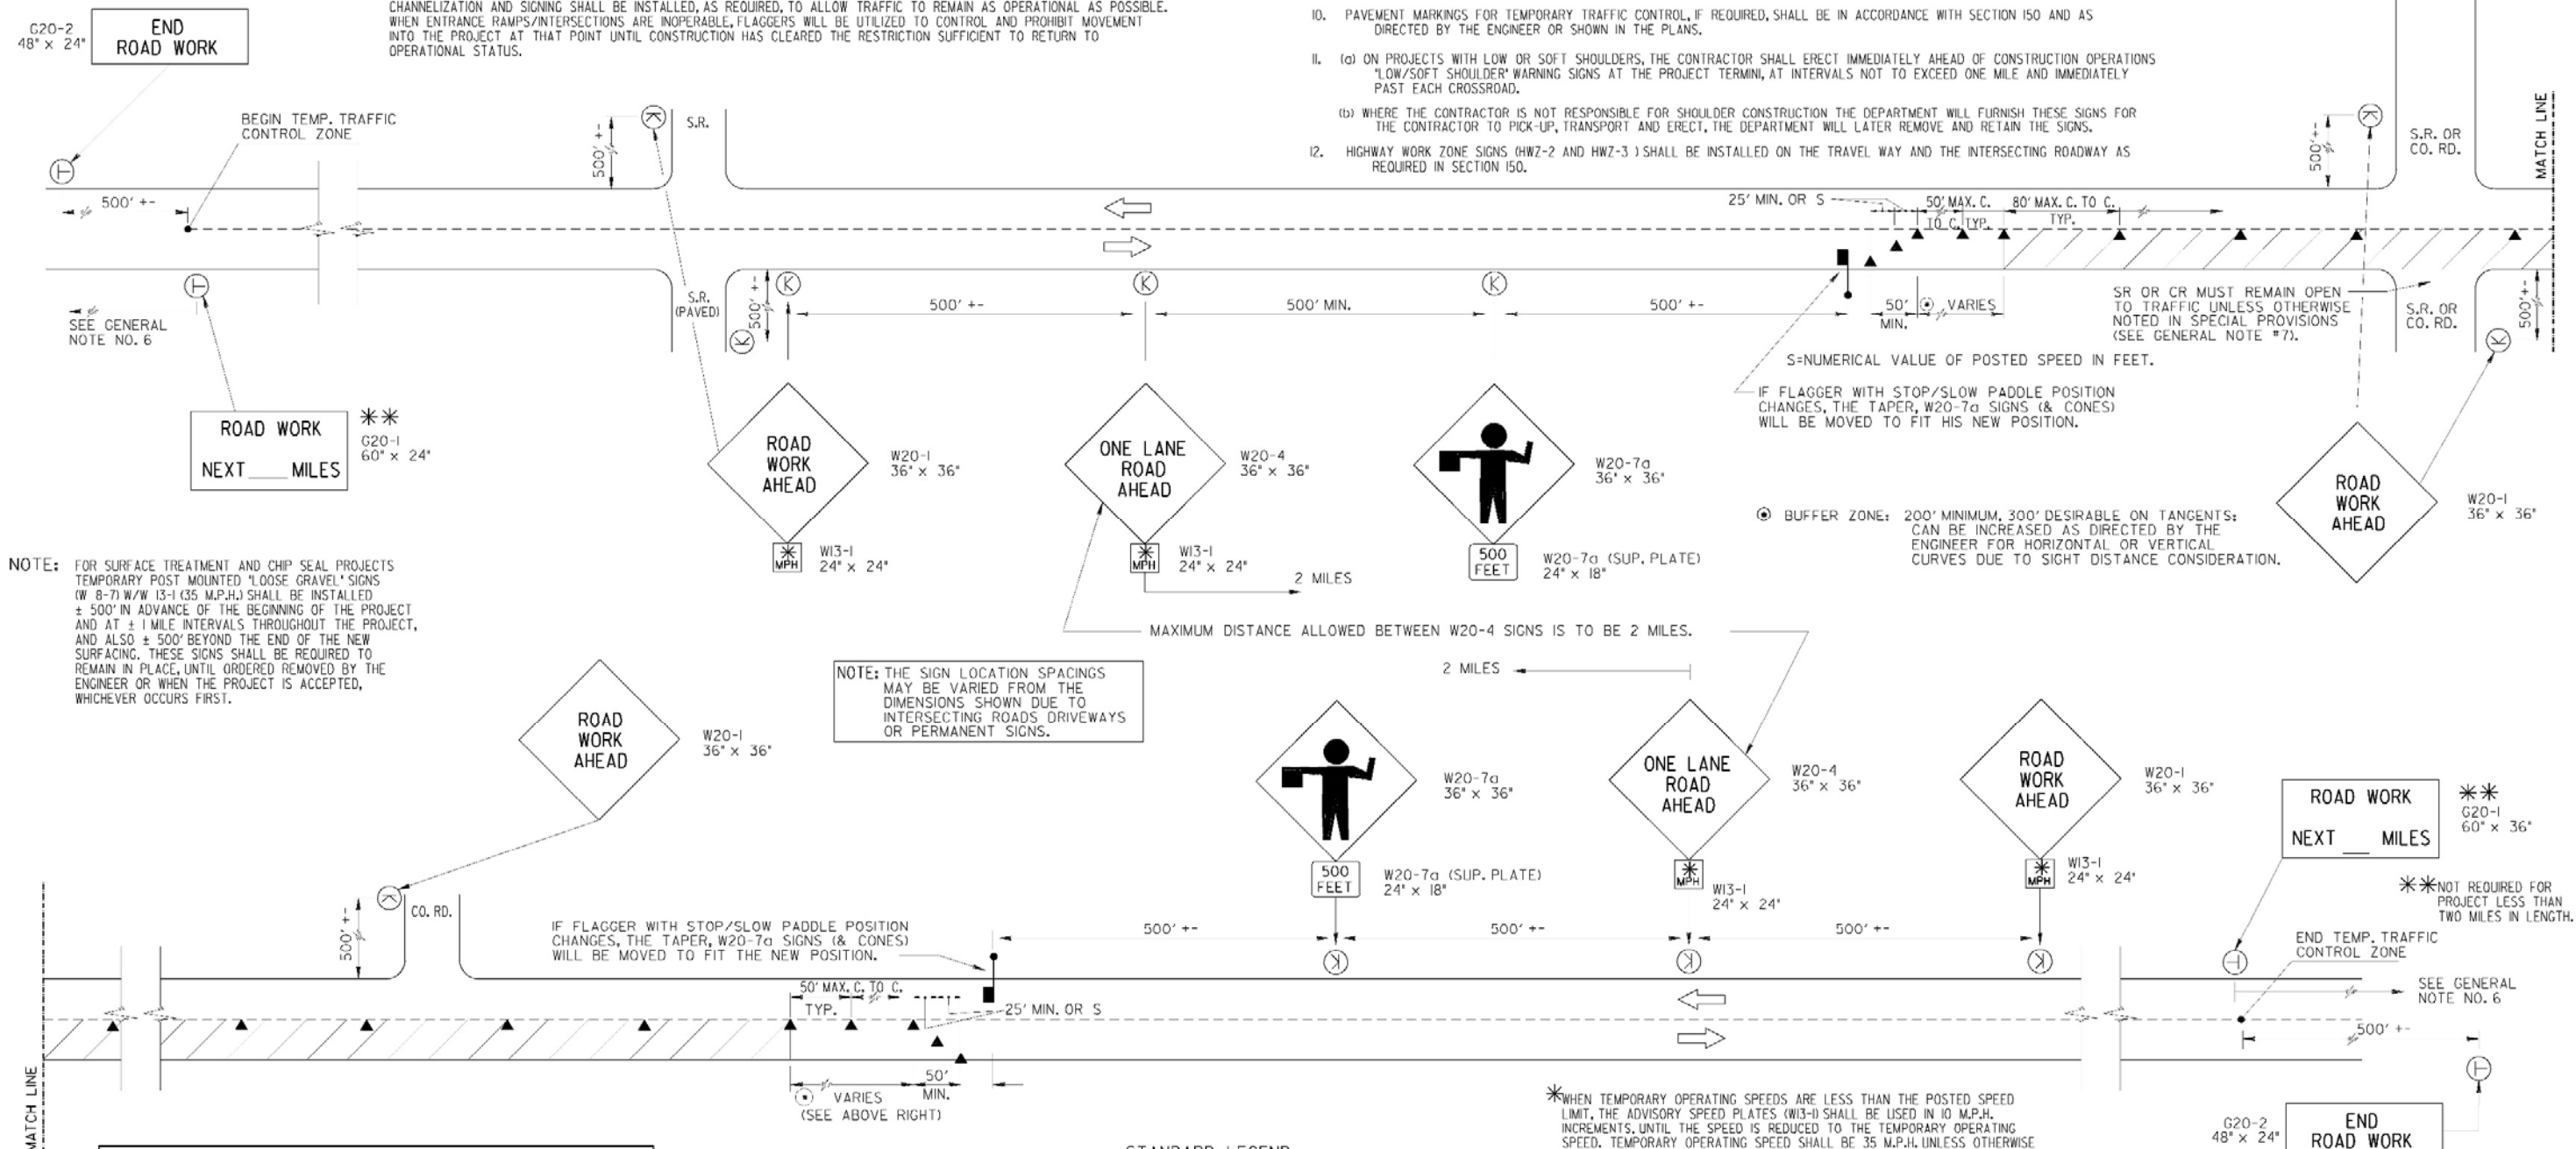 CHANNELIZATION AND SIGNING SHALL BE INSTALLED, AS REQUIRED, TO ALLOW TRAFFIC TO REMAIN AS OPERATIONAL AS POSSIBLE.
WHEN ENTRANCE RAMPS/INTERSECTIONS ARE INOPERABLE, FLAGGERS WILL BE UTILIZED TO CONTROL AND PROHIBIT MOVEMENT
INTO THE PROJECT AT THAT POINT UNTIL CONSTRUCTION HAS CLEARED THE RESTRICTION SUFFICIENT TO RETURN TO
OPERATIONAL STATUS.
10. PAVEMENT MARKINGS FOR TEMPORARY TRAFFIC CONTROL, IF REQUIRED, SHALL BE IN ACCORDANCE WITH SECTION 150 AND AS
DIRECTED BY THE ENGINEER OR SHOWN IN THE PLANS.
11. (a) ON PROJECTS WITH LOW OR SOFT SHOULDERS, THE CONTRACTOR SHALL ERECT IMMEDIATELY AHEAD OF CONSTRUCTION OPERATIONS
"LOW/SOFT SHOULDER" WARNING SIGNS AT THE PROJECT TERMINI, AT INTERVALS NOT TO EXCEED ONE MILE AND IMMEDIATELY
PAST EACH CROSSROAD.
(b) WHERE THE CONTRACTOR IS NOT RESPONSIBLE FOR SHOULDER CONSTRUCTION THE DEPARTMENT WILL FURNISH THESE SIGNS FOR
THE CONTRACTOR TO PICK-UP, TRANSPORT AND ERECT, THE DEPARTMENT WILL LATER REMOVE AND RETAIN THE SIGNS.
12. HIGHWAY WORK ZONE SIGNS (HWZ-2 AND HWZ-3 ) SHALL BE INSTALLED ON THE TRAVEL WAY AND THE INTERSECTING ROADWAY AS
REQUIRED IN SECTION 150.
G20-2
48" x 24"
END
ROAD WORK
BEGIN TEMP. TRAFFIC
CONTROL ZONE
T
500' +-
T
SEE GENERAL
NOTE NO. 6
500' +-
K
S.R.
S.R.
(PAVED)
500' +-
K
K
500' +-
K
500' MIN.
K
500' +-
25' MIN. OR S
50' MAX. C.
TO C. TYP.
80' MAX. C. TO C.
TYP.
50'
MIN.
VARIES
500' +-
K
S.R. OR
CO. RD.
MATCH LINE
SR OR CR MUST REMAIN OPEN
TO TRAFFIC UNLESS OTHERWISE
NOTED IN SPECIAL PROVISIONS
(SEE GENERAL NOTE #7).
S.R. OR
CO. RD.
K
500' +-
S=NUMERICAL VALUE OF POSTED SPEED IN FEET.
IF FLAGGER WITH STOP/SLOW PADDLE POSITION
CHANGES, THE TAPER, W20-7a SIGNS (& CONES)
WILL BE MOVED TO FIT HIS NEW POSITION.
ROAD WORK
NEXT ____ MILES
**
G20-1
60" x 24"
ROAD
WORK
AHEAD
W20-1
36" x 36"
*
MPH
W13-1
24" x 24"
ONE LANE
ROAD
AHEAD
W20-4
36" x 36"
*
MPH
W13-1
24" x 24"
2 MILES
W20-7a
36" x 36"
500
FEET
W20-7a (SUP. PLATE)
24" x 18"
BUFFER ZONE: 200' MINIMUM, 300' DESIRABLE ON TANGENTS;
CAN BE INCREASED AS DIRECTED BY THE
ENGINEER FOR HORIZONTAL OR VERTICAL
CURVES DUE TO SIGHT DISTANCE CONSIDERATION.
ROAD
WORK
AHEAD
W20-1
36" x 36"
NOTE: FOR SURFACE TREATMENT AND CHIP SEAL PROJECTS
TEMPORARY POST MOUNTED "LOOSE GRAVEL" SIGNS
(W 8-7) W/W 13-1 (35 M.P.H.) SHALL BE INSTALLED
± 500' IN ADVANCE OF THE BEGINNING OF THE PROJECT
AND AT ± 1 MILE INTERVALS THROUGHOUT THE PROJECT,
AND ALSO ± 500' BEYOND THE END OF THE NEW
SURFACING. THESE SIGNS SHALL BE REQUIRED TO
REMAIN IN PLACE, UNTIL ORDERED REMOVED BY THE
ENGINEER OR WHEN THE PROJECT IS ACCEPTED,
WHICHEVER OCCURS FIRST.
MAXIMUM DISTANCE ALLOWED BETWEEN W20-4 SIGNS IS TO BE 2 MILES.
NOTE: THE SIGN LOCATION SPACINGS
MAY BE VARIED FROM THE
DIMENSIONS SHOWN DUE TO
INTERSECTING ROADS DRIVEWAYS
OR PERMANENT SIGNS.
2 MILES
ROAD
WORK
AHEAD
W20-1
36" x 36"
W20-7a
36" x 36"
500
FEET
W20-7a (SUP. PLATE)
24" x 18"
ONE LANE
ROAD
AHEAD
W20-4
36" x 36"
*
MPH
W13-1
24" x 24"
ROAD
WORK
AHEAD
W20-1
36" x 36"
*
MPH
W13-1
24" x 24"
ROAD WORK
NEXT ___ MILES
**
G20-1
60" x 36"
**NOT REQUIRED FOR
PROJECT LESS THAN
TWO MILES IN LENGTH.
END TEMP. TRAFFIC
CONTROL ZONE
SEE GENERAL
NOTE NO. 6
500' +-
K
CO. RD.
IF FLAGGER WITH STOP/SLOW PADDLE POSITION
CHANGES, THE TAPER, W20-7a SIGNS (& CONES)
WILL BE MOVED TO FIT THE NEW POSITION.
500' +-
K
500' +-
K
500' +-
K
T
50' MAX. C. TO C.
TYP.
25' MIN. OR S
500' +-
T
MATCH LINE
VARIES
(SEE ABOVE RIGHT)
50'
MIN.
*WHEN TEMPORARY OPERATING SPEEDS ARE LESS THAN THE POSTED SPEED
LIMIT, THE ADVISORY SPEED PLATES (W13-1) SHALL BE USED IN 10 M.P.H.
INCREMENTS, UNTIL THE SPEED IS REDUCED TO THE TEMPORARY OPERATING
SPEED. TEMPORARY OPERATING SPEED SHALL BE 35 M.P.H. UNLESS OTHERWISE
G20-2
48" x 24"
END
ROAD WORK
STANDARD LEGEND